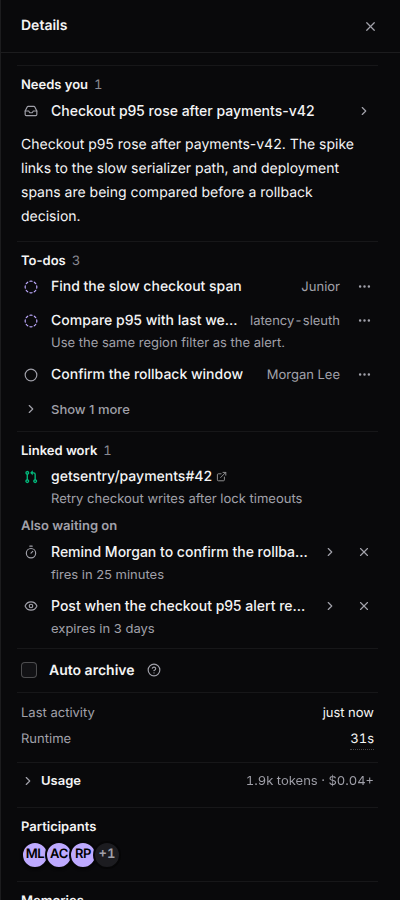 Details
Needs you 1
Checkout p95 rose after payments-v42
Checkout p95 rose after payments-v42. The spike
links to the slow serializer path, and deployment
spans are being compared before a rollback
decision.
To-dos 3
Find the slow checkout span Junior
Compare p95 with last we... latency-sleuth
Use the same region filter as the alert.
Confirm the rollback window Morgan Lee
Show 1 more
Linked work 1
getsentry/payments#42
Retry checkout writes after lock timeouts
Also waiting on
Remind Morgan to confirm the rollba...
fires in 25 minutes
Post when the checkout p95 alert re...
expires in 3 days
Auto archive
Last activity just now
Runtime 31s
Usage 1.9k tokens · $0.04+
Participants
ML AC RP +1
Memories